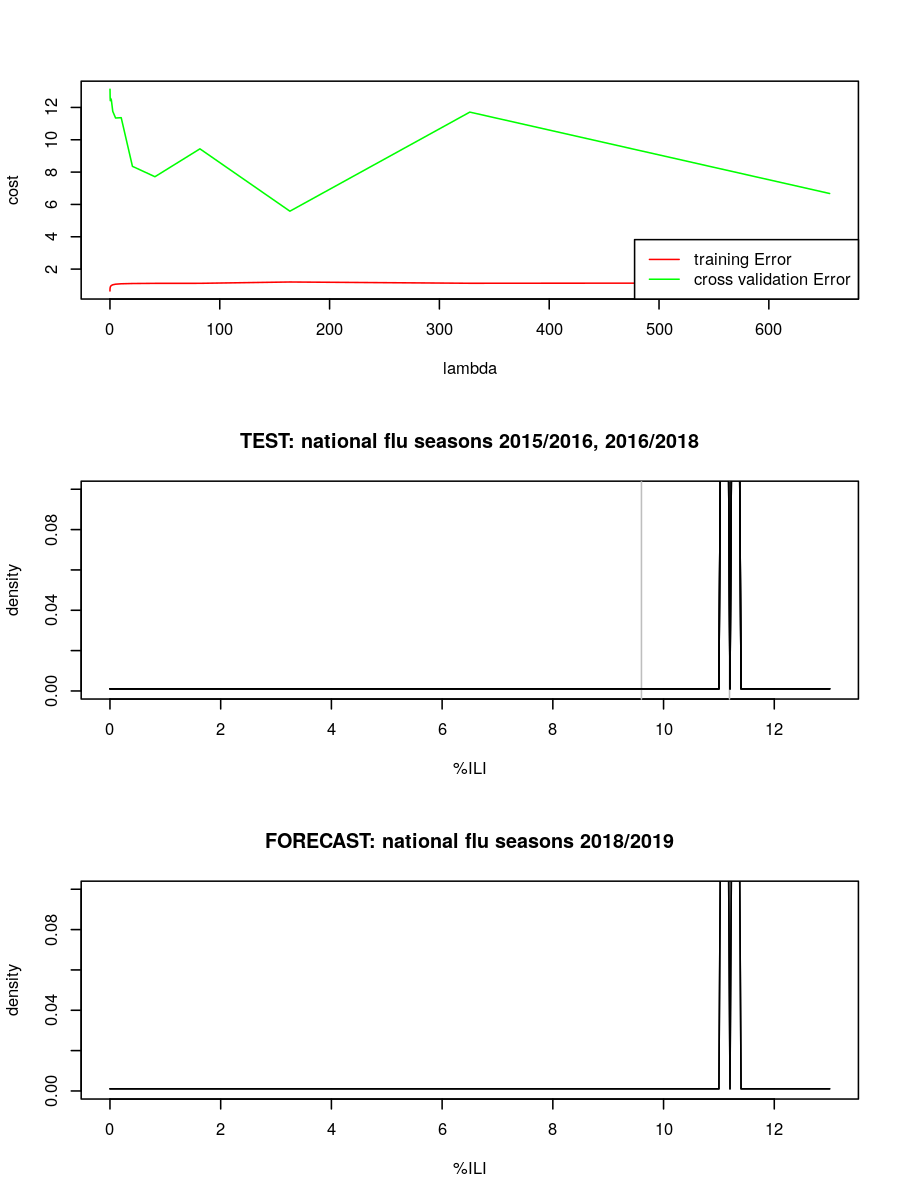 12
10
8
6
4
2
cost
training Error
cross validation Error
0 100 200 300 400 500 600
lambda
TEST: national flu seasons 2015/2016, 2016/2018
0.08
0.04
0.00
density
0 2 4 6 8 10 12
%ILI
FORECAST: national flu seasons 2018/2019
0.08
0.04
0.00
density
0 2 4 6 8 10 12
%ILI